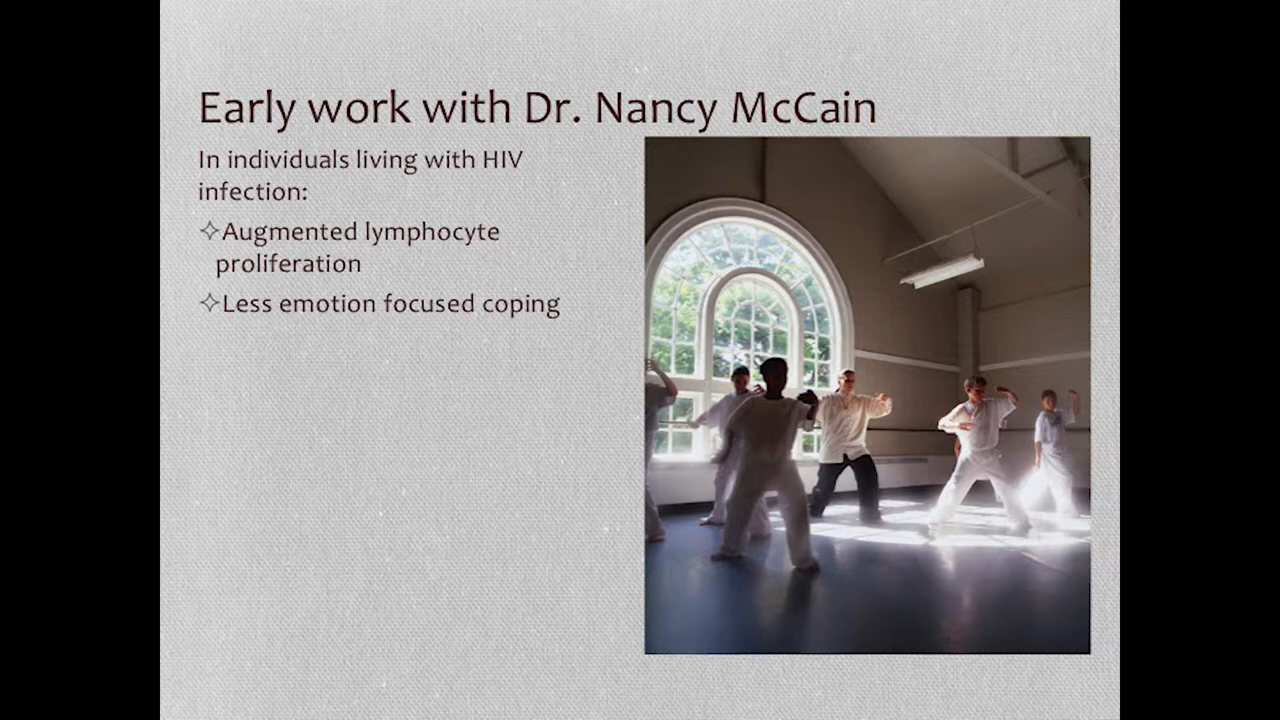 Early work with Dr. Nancy McCain
In individuals living with HIV
infection:
✧Augmented lymphocyte
proliferation
✧Less emotion focused coping